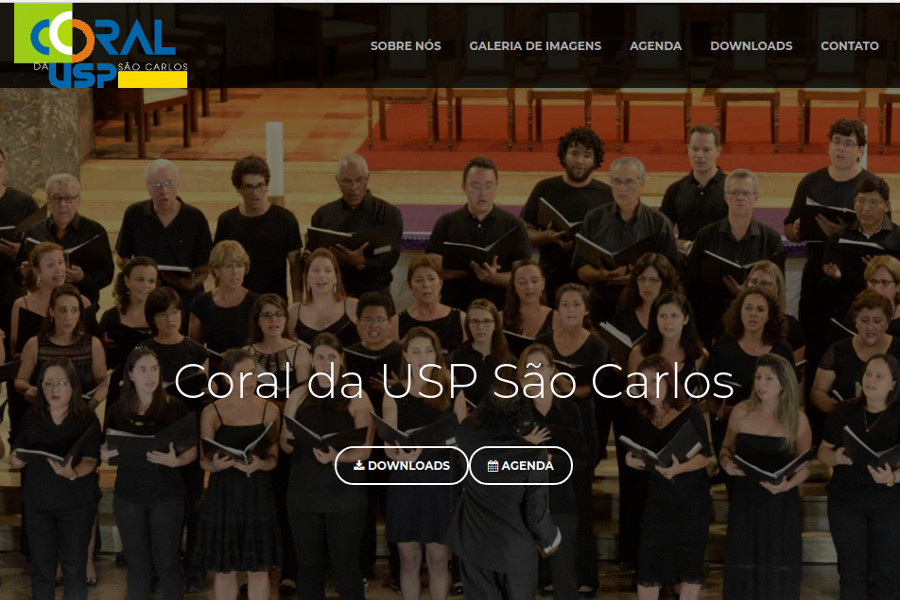 CORAL
DA USP SÃO CARLOS
SOBRE NÓS GALERIA DE IMAGENS AGENDA DOWNLOADS CONTATO
Coral da USP São Carlos
DOWNLOADS AGENDA